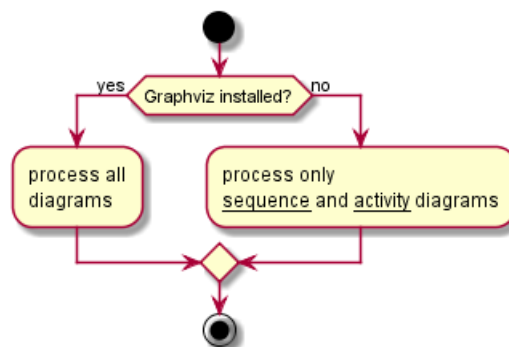 Graphviz installed?
yes
no
process all
diagrams
process only
sequence and activity diagrams